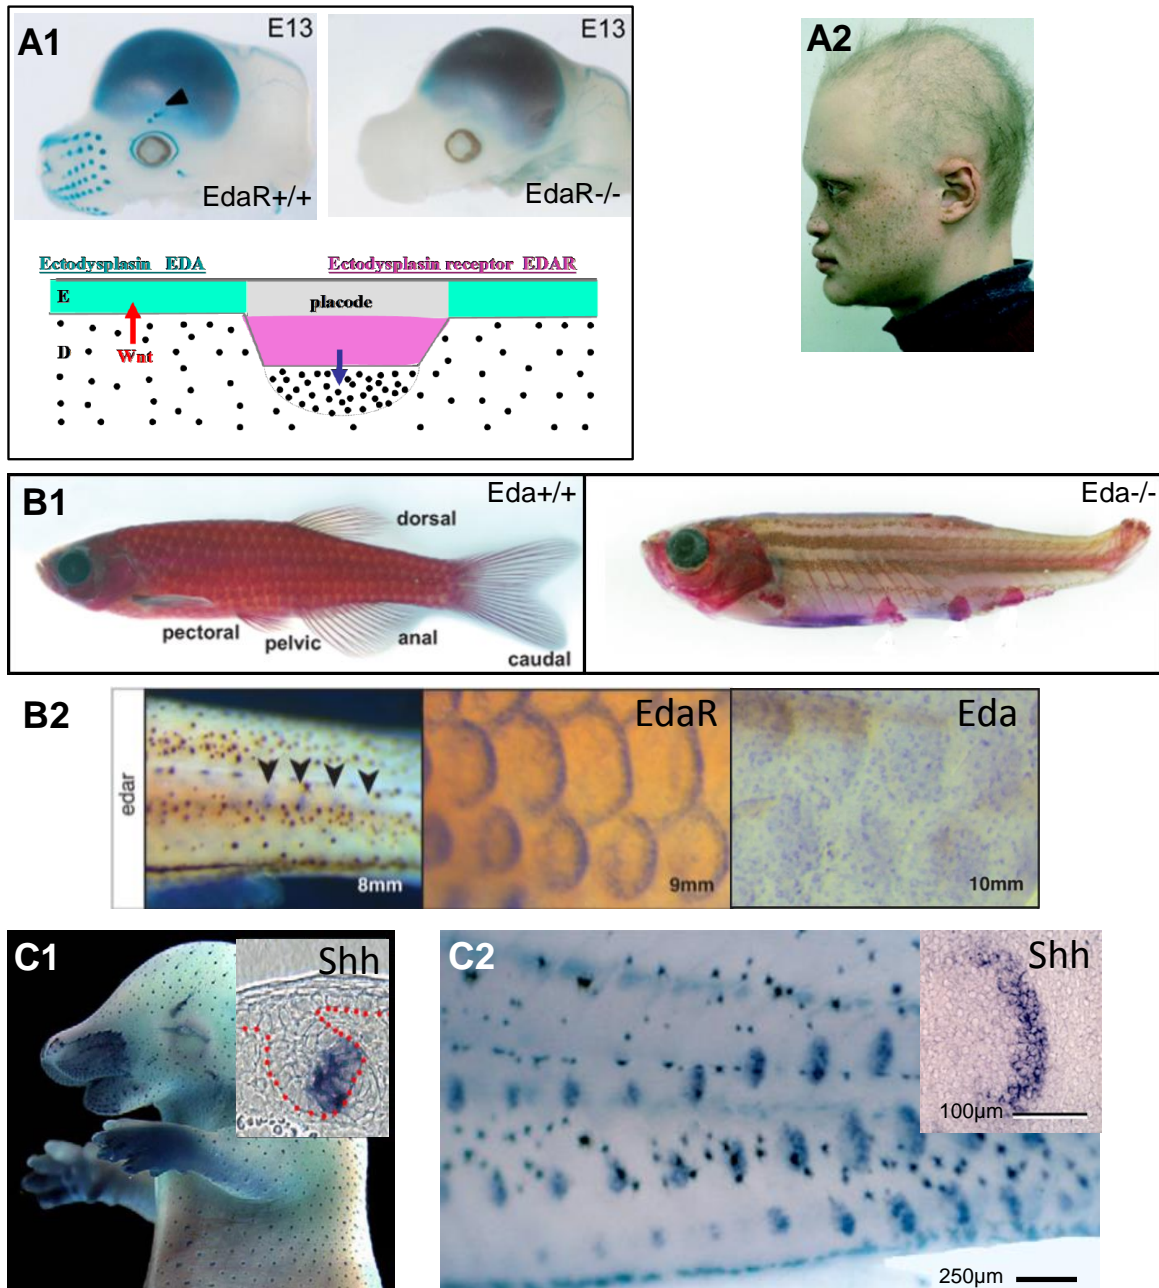 A1
E13
EdaR+/+
E13
EdaR-/-
Ectodysplasin EDA
Ectodysplasin receptor EDAR
E
placode
D
Wnt
A2
B1
Eda+/+
dorsal
pectoral
pelvic
anal
caudal
Eda-/-
B2
edar
8mm
EdaR
9mm
Eda
10mm
C1
Shh
C2
Shh
100µm
250µm